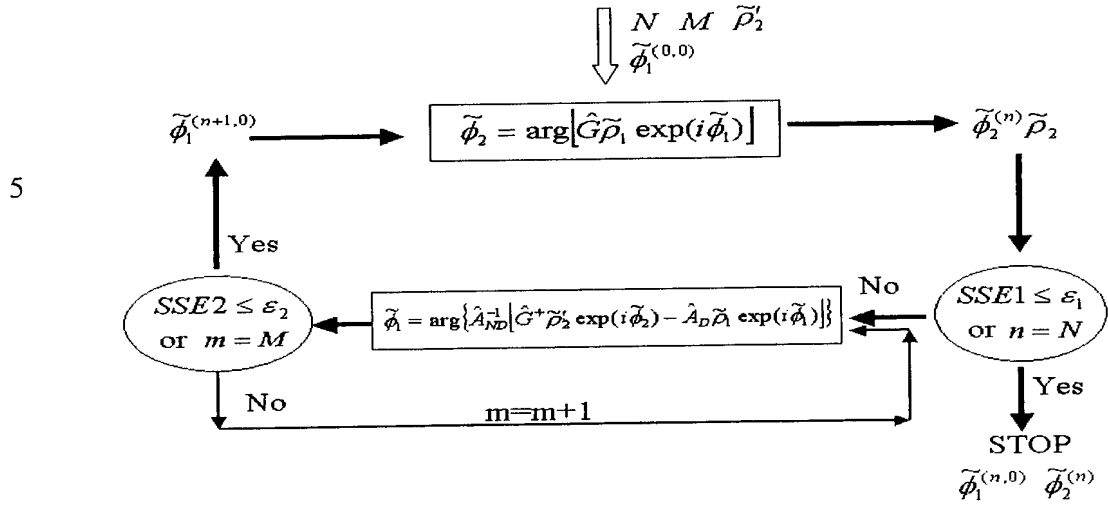 N M ρ̃₂′
ϕ̃₁⁽⁰,⁰⁾
ϕ̃₁⁽ⁿ⁺¹,⁰⁾
ϕ̃₂ = arg[Ĝρ̃₁ exp(iϕ̃₁)]
ϕ̃₂⁽ⁿ⁾ρ̃₂
5
Yes
SSE2 ≤ ε₂
or m = M
ϕ̃₁ = arg{Â_ND⁻¹[Ĝ⁺ρ̃₂′ exp(iϕ̃₂) − Â_Dρ̃₁ exp(iϕ̃₁)]}
No
SSE1 ≤ ε₁
or n = N
No
m=m+1
Yes
STOP
ϕ̃₁⁽ⁿ,⁰⁾ ϕ̃₂⁽ⁿ⁾